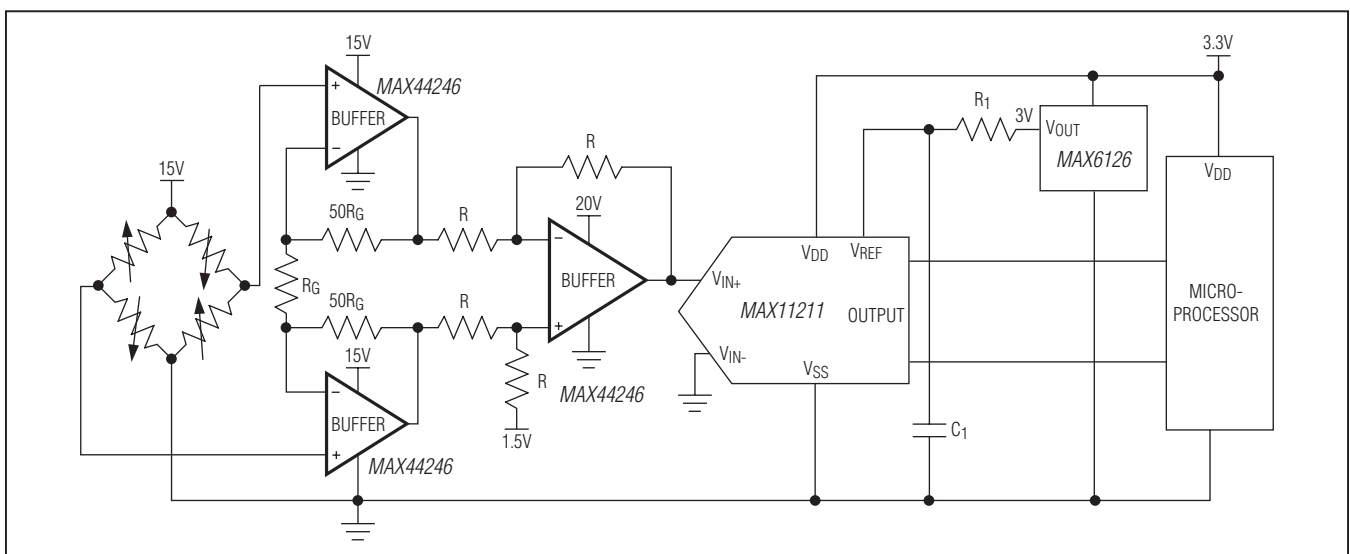 15V
MAX44246
+
BUFFER
−
15V
50RG
R
RG
50RG
R
15V
−
BUFFER
+
MAX44246
R
20V
−
BUFFER
+
R
1.5V
MAX44246
VIN+
VDD
VREF
MAX11211
OUTPUT
VIN-
VSS
R1
3V
VOUT
MAX6126
C1
3.3V
VDD
MICRO-
PROCESSOR